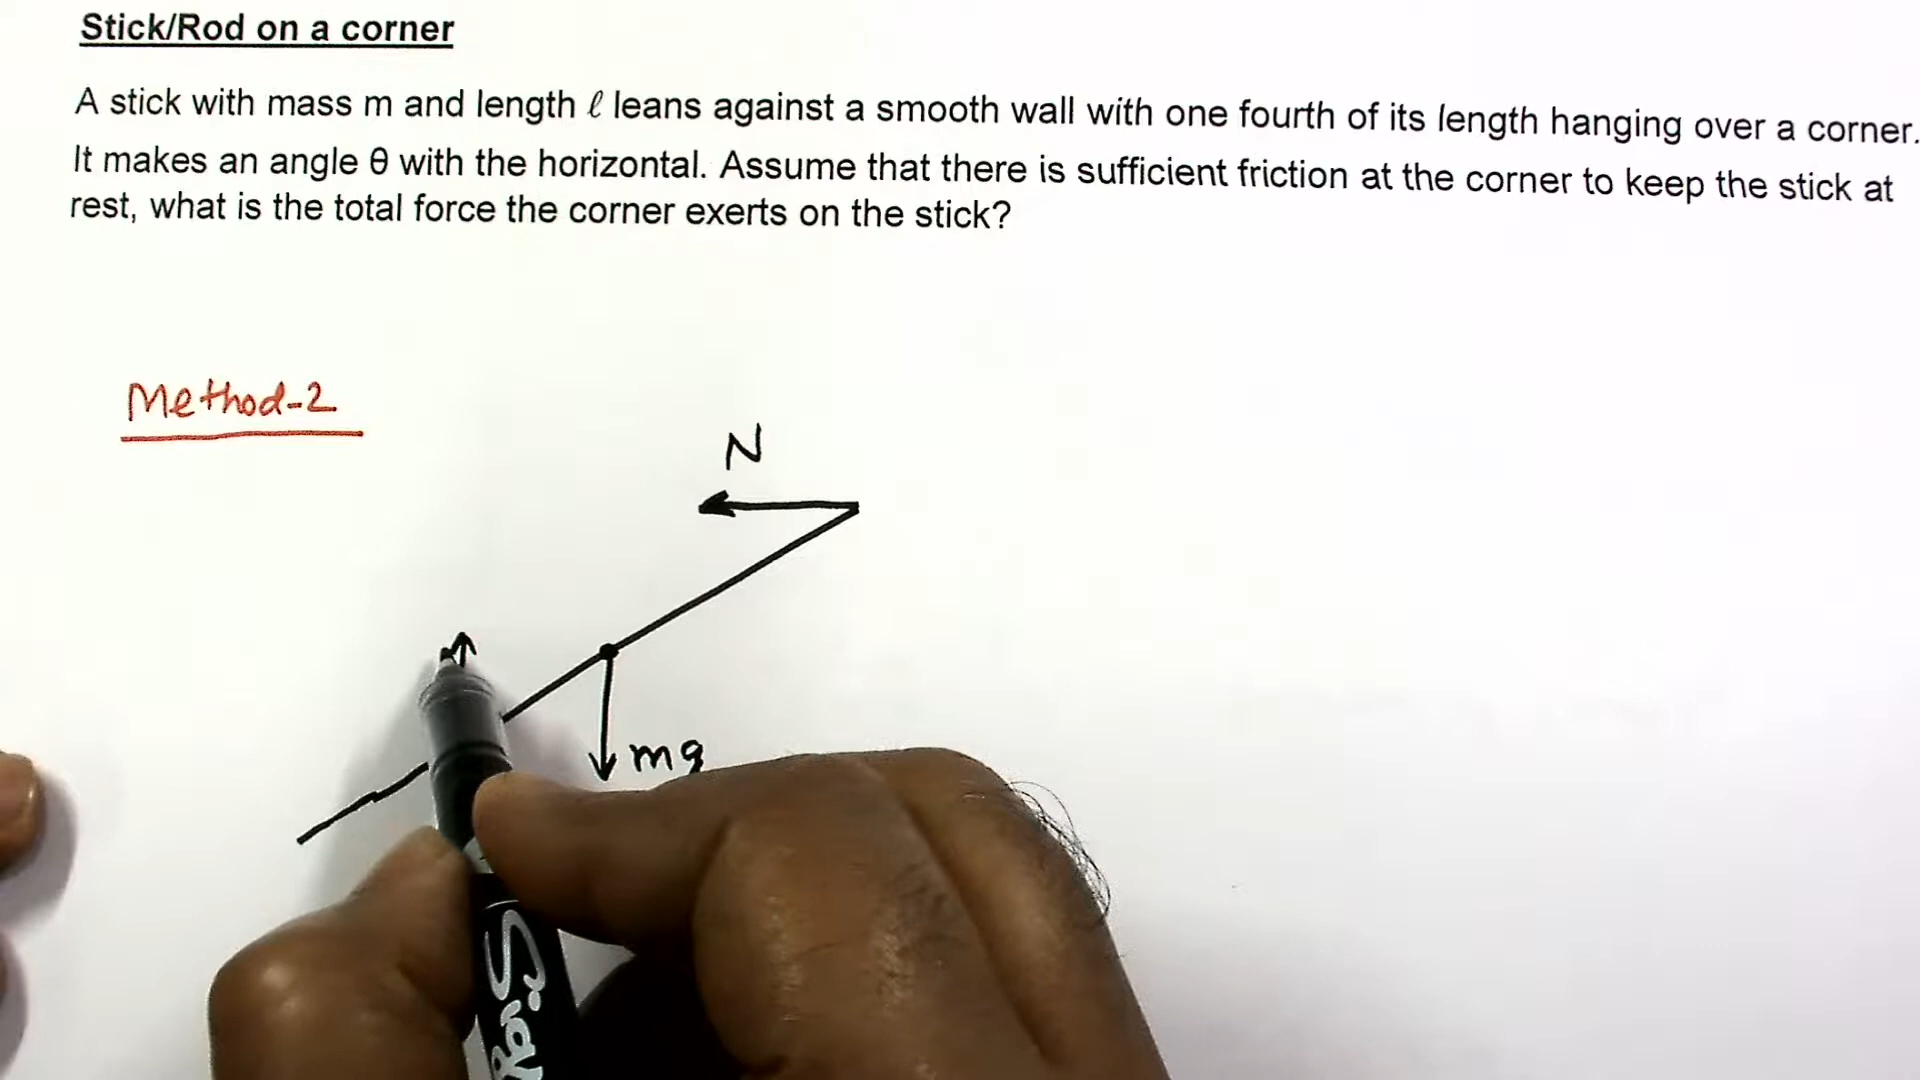 Stick/Rod on a corner
A stick with mass m and length ℓ leans against a smooth wall with one fourth of its length hanging over a corner.
It makes an angle θ with the horizontal. Assume that there is sufficient friction at the corner to keep the stick at
rest, what is the total force the corner exerts on the stick?
Method-2
N
mg